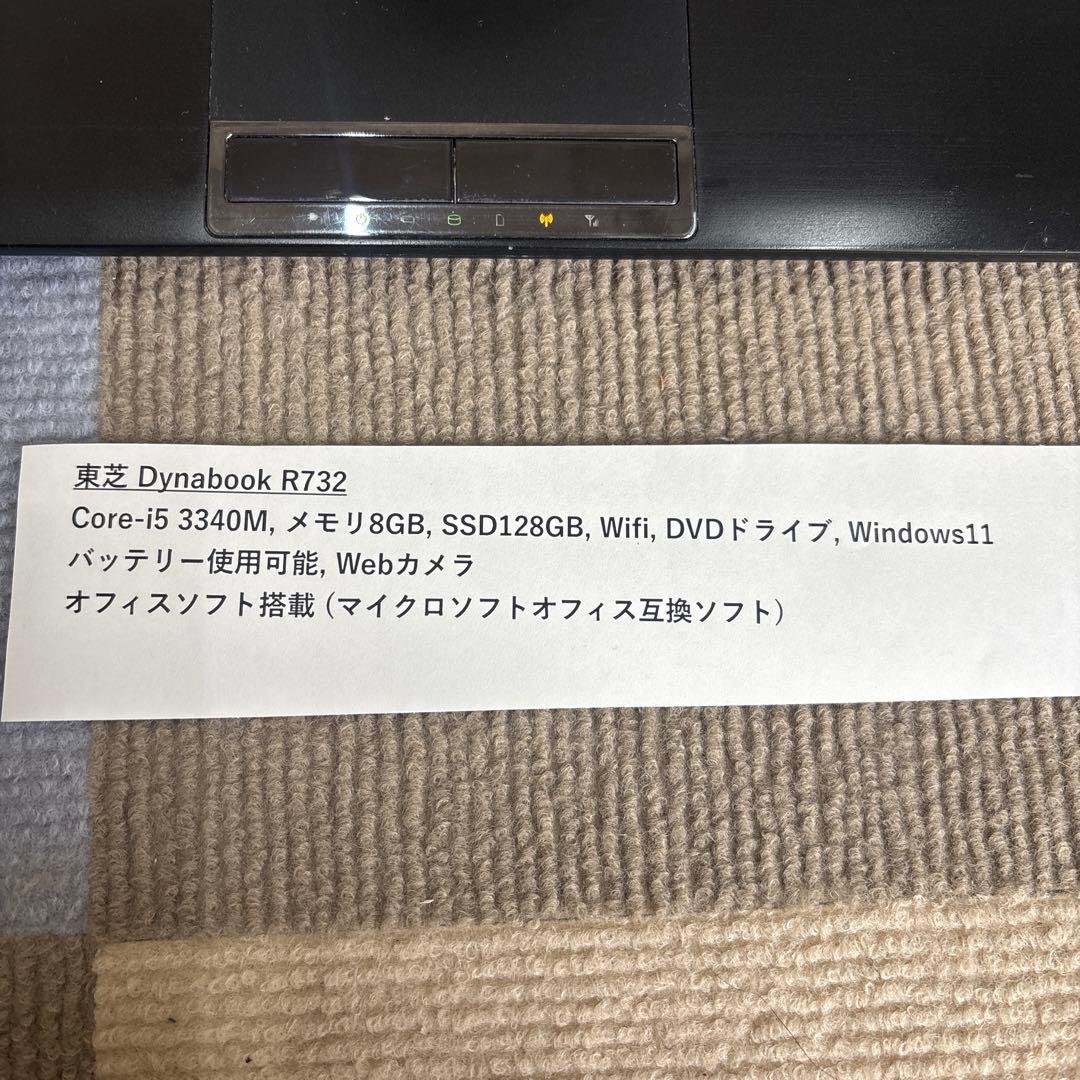 東芝 Dynabook R732
Core-i5 3340M, メモリ8GB, SSD128GB, Wifi, DVDドライブ, Windows11
バッテリー使用可能, Webカメラ
オフィスソフト搭載 (マイクロソフトオフィス互換ソフト)